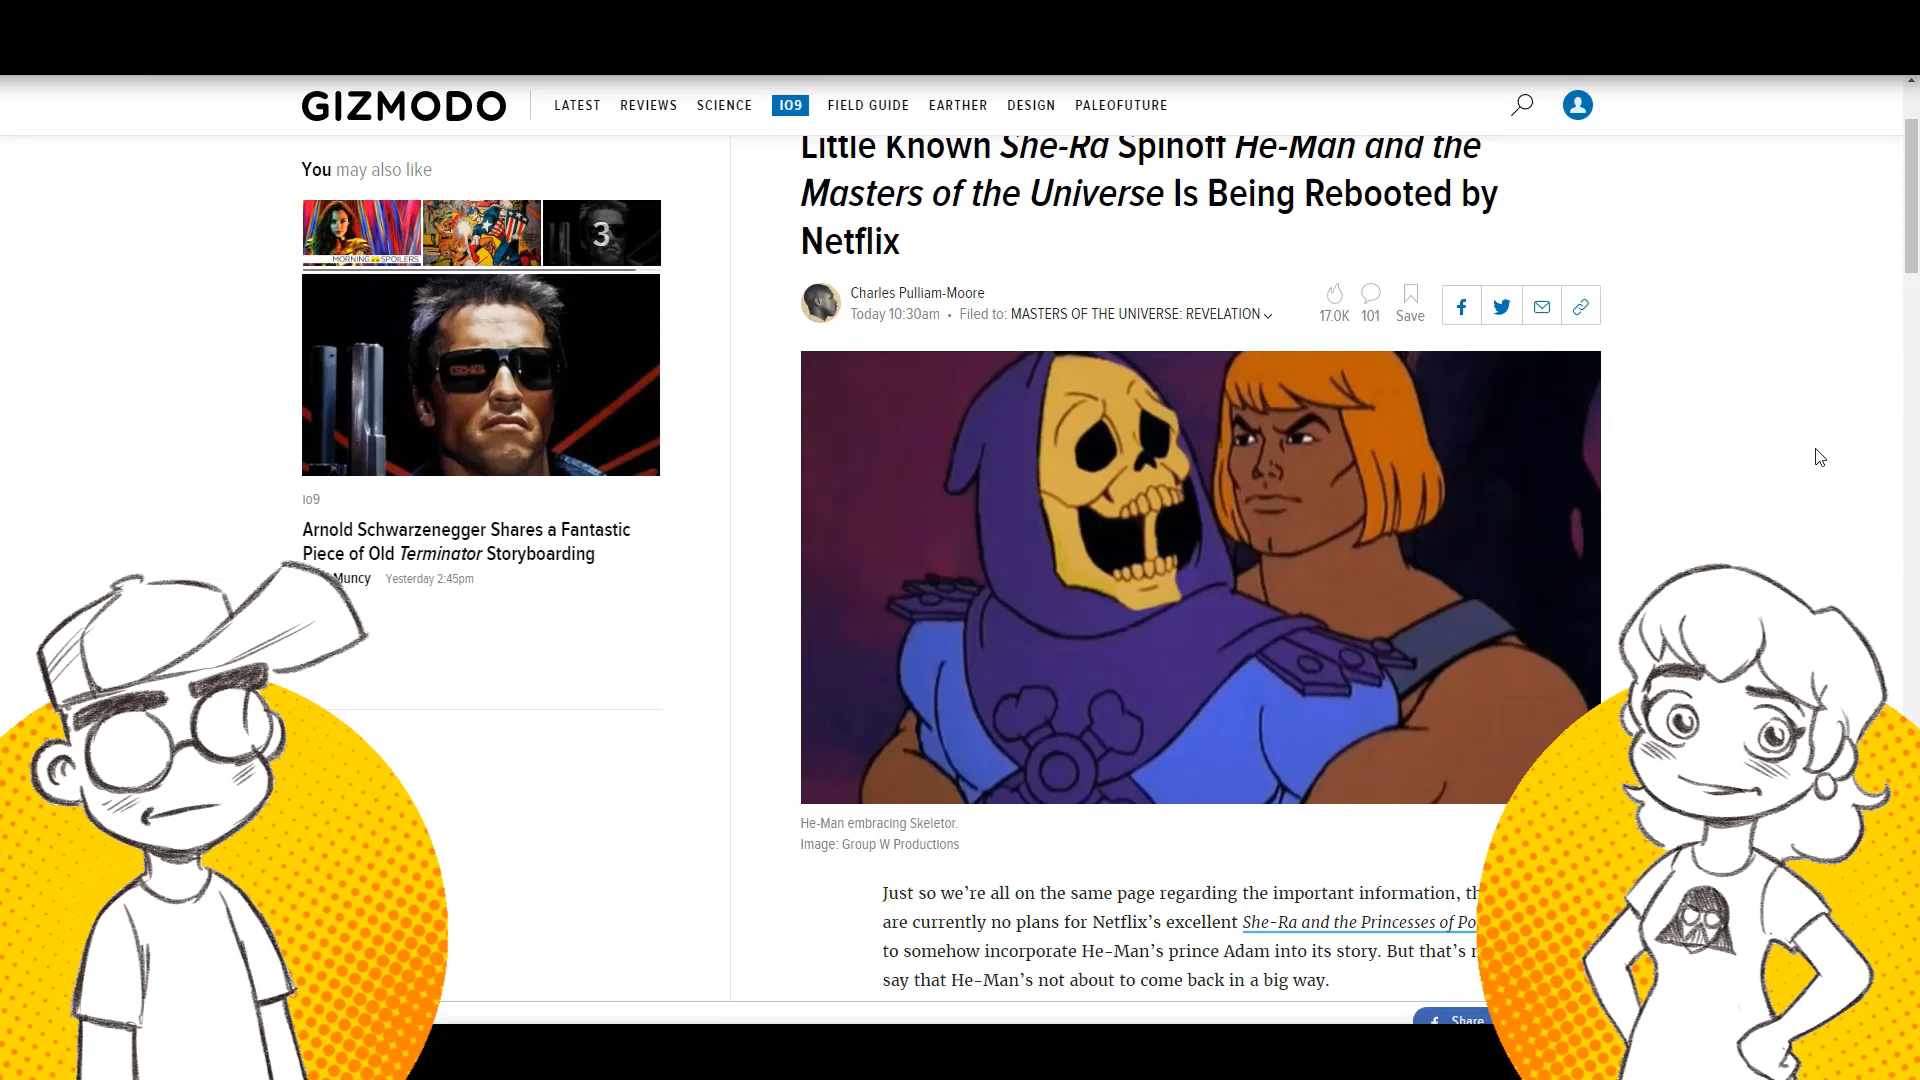 GIZMODO
LATEST REVIEWS SCIENCE IO9 FIELD GUIDE EARTHER DESIGN PALEOFUTURE
You may also like
MORNING SPOILERS
3
io9
Arnold Schwarzenegger Shares a Fantastic
Piece of Old Terminator Storyboarding
Muncy Yesterday 2:45pm
Little Known She-Ra Spinoff He-Man and the
Masters of the Universe Is Being Rebooted by
Netflix
Charles Pulliam-Moore
Today 10:30am • Filed to: MASTERS OF THE UNIVERSE: REVELATION
17.0K 101 Save
He-Man embracing Skeletor.
Image: Group W Productions
Just so we're all on the same page regarding the important information, th
are currently no plans for Netflix's excellent She-Ra and the Princesses of Po
to somehow incorporate He-Man's prince Adam into its story. But that's n
say that He-Man's not about to come back in a big way.
Share